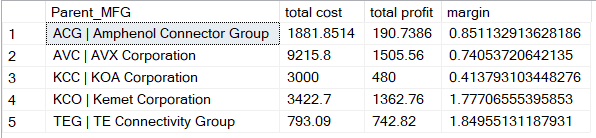 Parent_MFG total cost total profit margin
1 ACG | Amphenol Connector Group 1881.8514 190.7386 0.851132913628186
2 AVC | AVX Corporation 9215.8 1505.56 0.74053720642135
3 KCC | KOA Corporation 3000 480 0.413793103448276
4 KCO | Kemet Corporation 3422.7 1362.76 1.77706555395853
5 TEG | TE Connectivity Group 793.09 742.82 1.84955131187931